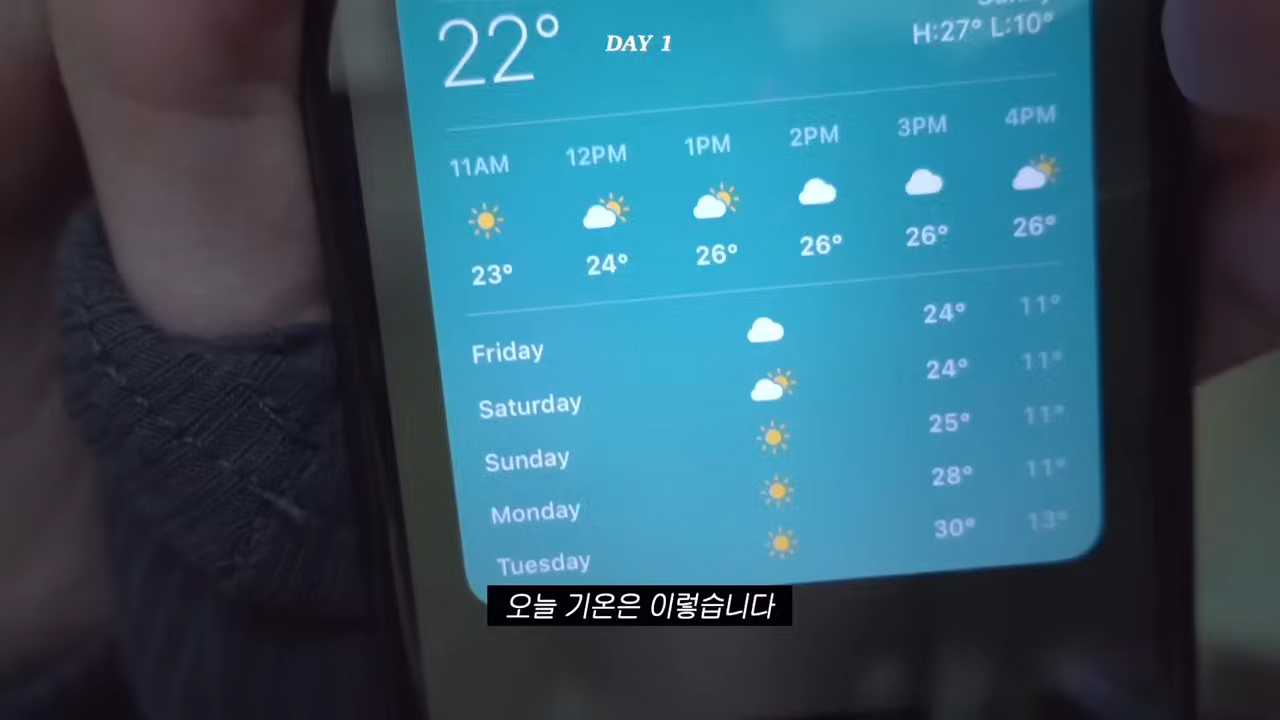 22°
DAY 1
H:27° L:10°
11AM 12PM 1PM 2PM 3PM 4PM
23° 24° 26° 26° 26° 26°
Friday 24° 11°
Saturday 24° 11°
Sunday 25° 11°
Monday 28° 11°
Tuesday 30° 13°
오늘 기온은 이렇습니다